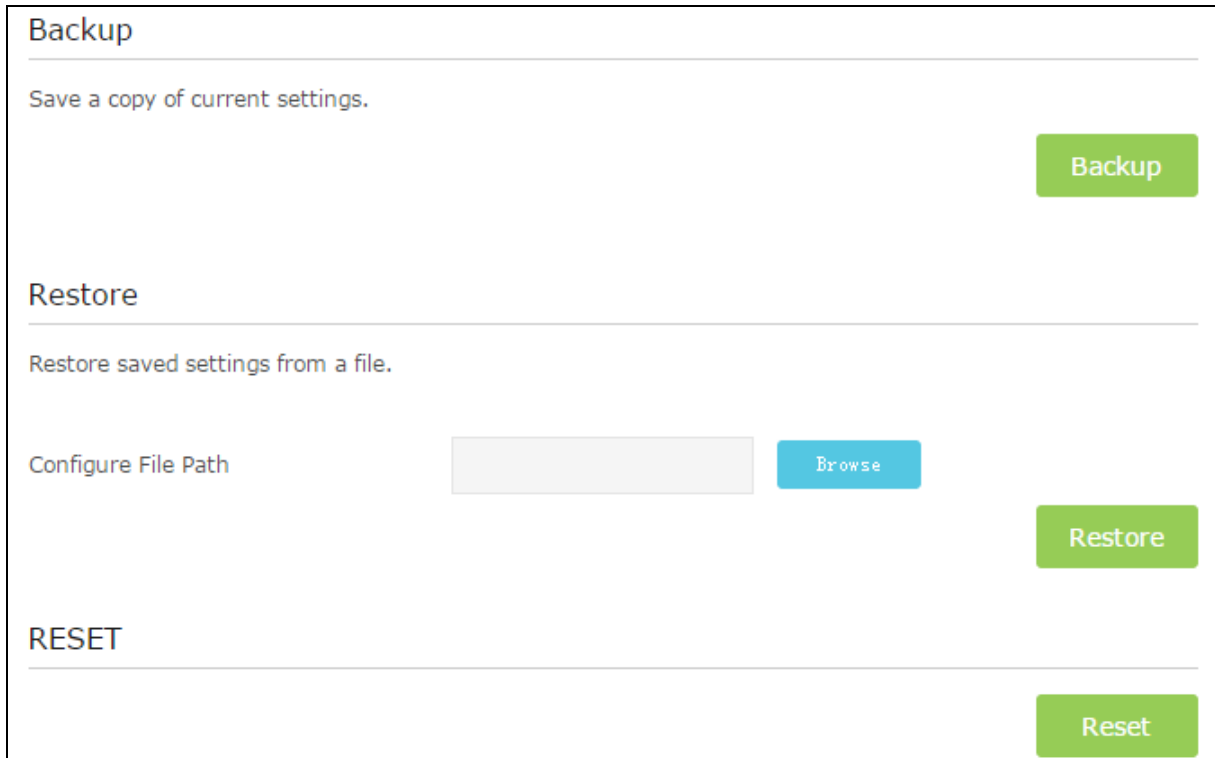 Backup
Save a copy of current settings.
Backup
Restore
Restore saved settings from a file.
Configure File Path
Browse
Restore
RESET
Reset